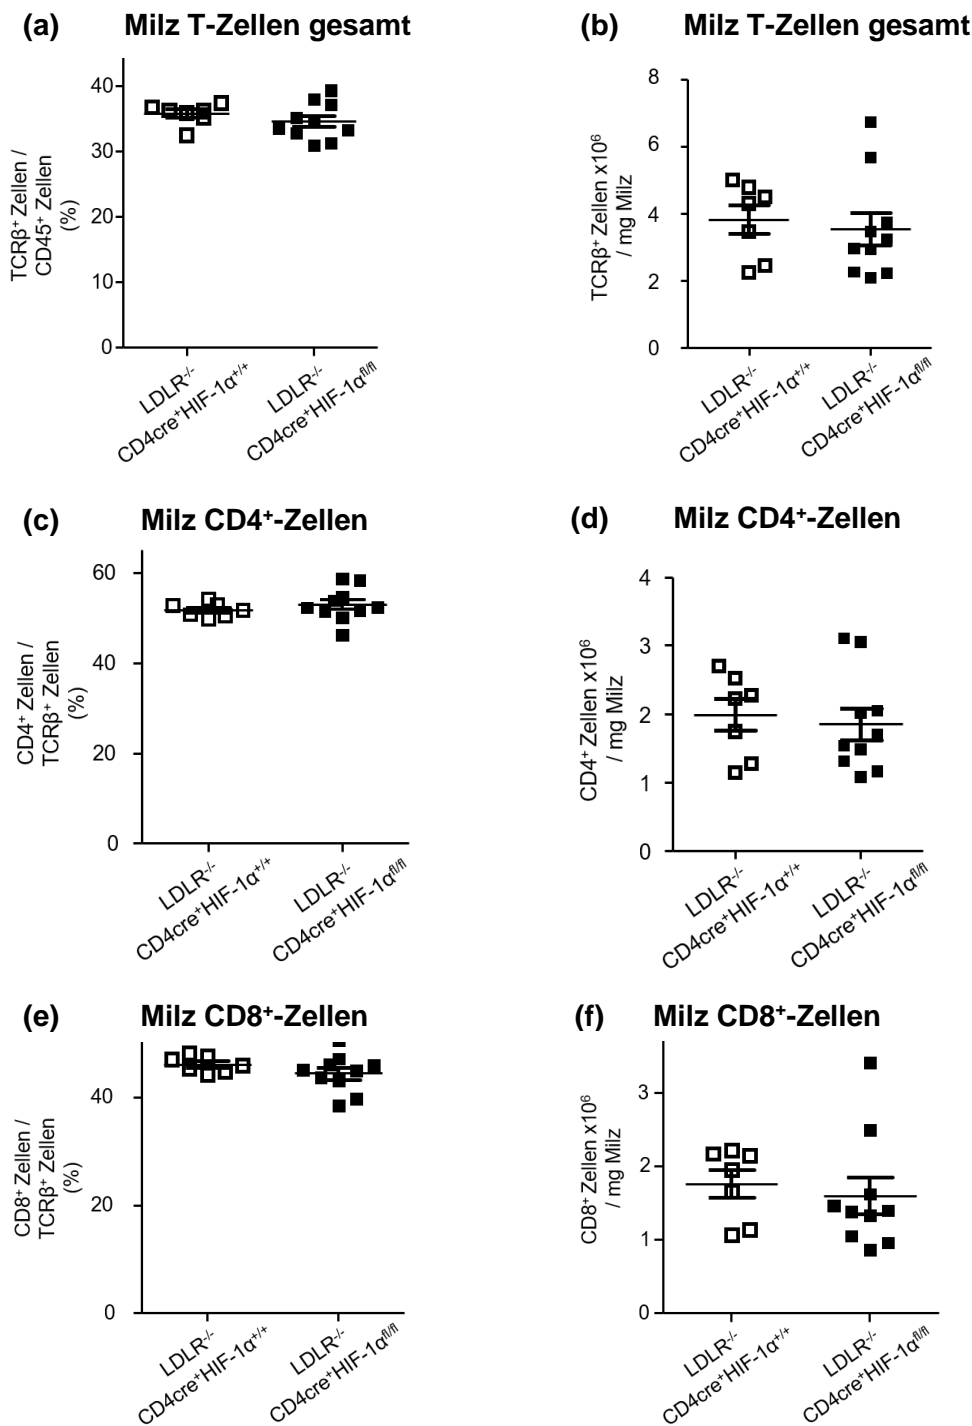 (a) Milz T-Zellen gesamt
TCRβ⁺ Zellen /
CD45⁺ Zellen
(%)
40
30
20
10
0
LDLR⁻/⁻
CD4cre⁺HIF-1α⁺/⁺
LDLR⁻/⁻
CD4cre⁺HIF-1αfl/fl
(b) Milz T-Zellen gesamt
TCRβ⁺ Zellen x10⁶
/ mg Milz
8
6
4
2
0
LDLR⁻/⁻
CD4cre⁺HIF-1α⁺/⁺
LDLR⁻/⁻
CD4cre⁺HIF-1αfl/fl
(c) Milz CD4⁺-Zellen
CD4⁺ Zellen /
TCRβ⁺ Zellen
(%)
60
40
20
0
LDLR⁻/⁻
CD4cre⁺HIF-1α⁺/⁺
LDLR⁻/⁻
CD4cre⁺HIF-1αfl/fl
(d) Milz CD4⁺-Zellen
CD4⁺ Zellen x10⁶
/ mg Milz
4
3
2
1
0
LDLR⁻/⁻
CD4cre⁺HIF-1α⁺/⁺
LDLR⁻/⁻
CD4cre⁺HIF-1αfl/fl
(e) Milz CD8⁺-Zellen
CD8⁺ Zellen /
TCRβ⁺ Zellen
(%)
40
20
0
LDLR⁻/⁻
CD4cre⁺HIF-1α⁺/⁺
LDLR⁻/⁻
CD4cre⁺HIF-1αfl/fl
(f) Milz CD8⁺-Zellen
CD8⁺ Zellen x10⁶
/ mg Milz
3
2
1
0
LDLR⁻/⁻
CD4cre⁺HIF-1α⁺/⁺
LDLR⁻/⁻
CD4cre⁺HIF-1αfl/fl